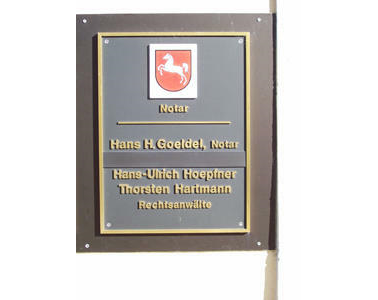 Notar
Hans H. Goeldel, Notar
Hans-Ulrich Hoepfner
Thorsten Hartmann
Rechtsanwälte